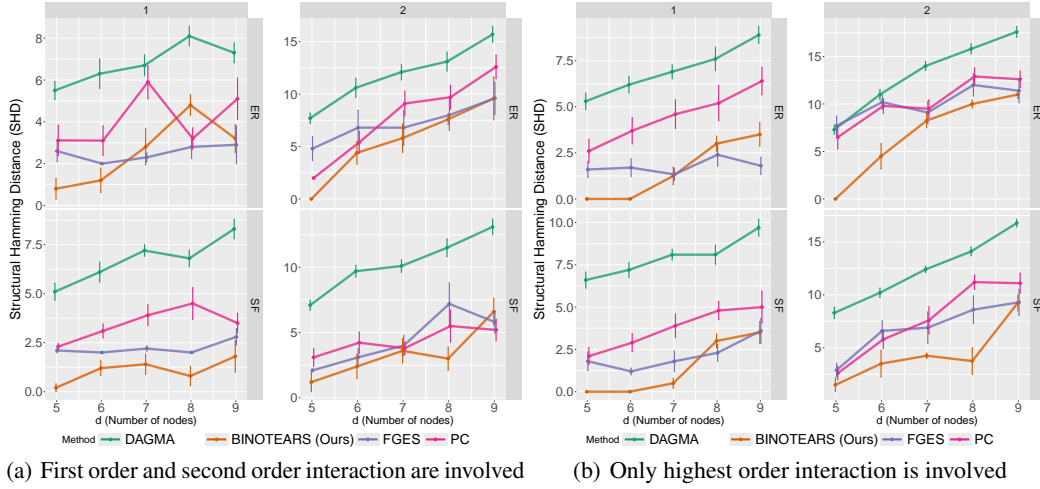 1 2
Structural Hamming Distance (SHD)
8
6
4
2
0
15
10
5
0
ER
7.5
5.0
2.5
0.0
10
5
0
SF
5 6 7 8 9 5 6 7 8 9
d (Number of nodes)
Method DAGMA BINOTEARS (Ours) FGES PC
(a) First order and second order interaction are involved
1 2
Structural Hamming Distance (SHD)
7.5
5.0
2.5
0.0
15
10
5
0
ER
10.0
7.5
5.0
2.5
0.0
15
10
5
SF
5 6 7 8 9 5 6 7 8 9
d (Number of nodes)
Method DAGMA BINOTEARS (Ours) FGES PC
(b) Only highest order interaction is involved